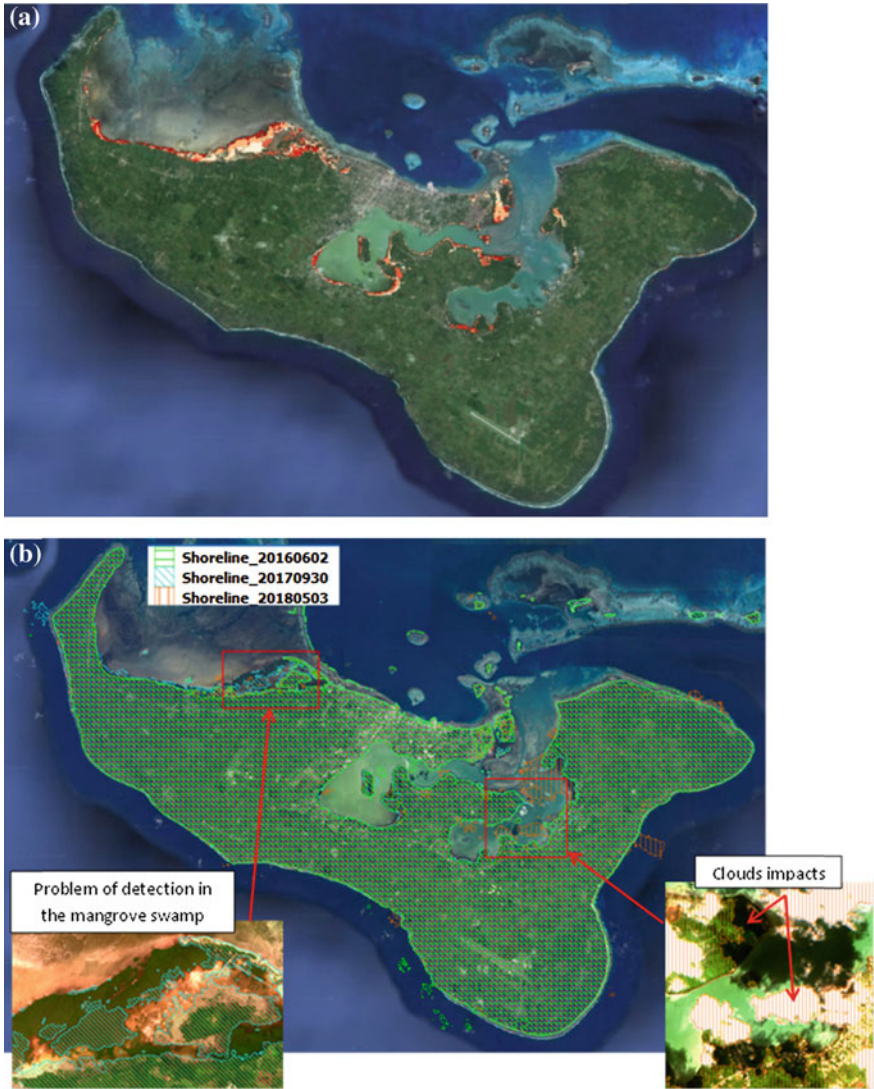 (a)
(b)
Shoreline_20160602
Shoreline_20170930
Shoreline_20180503
Problem of detection in
the mangrove swamp
Clouds impacts